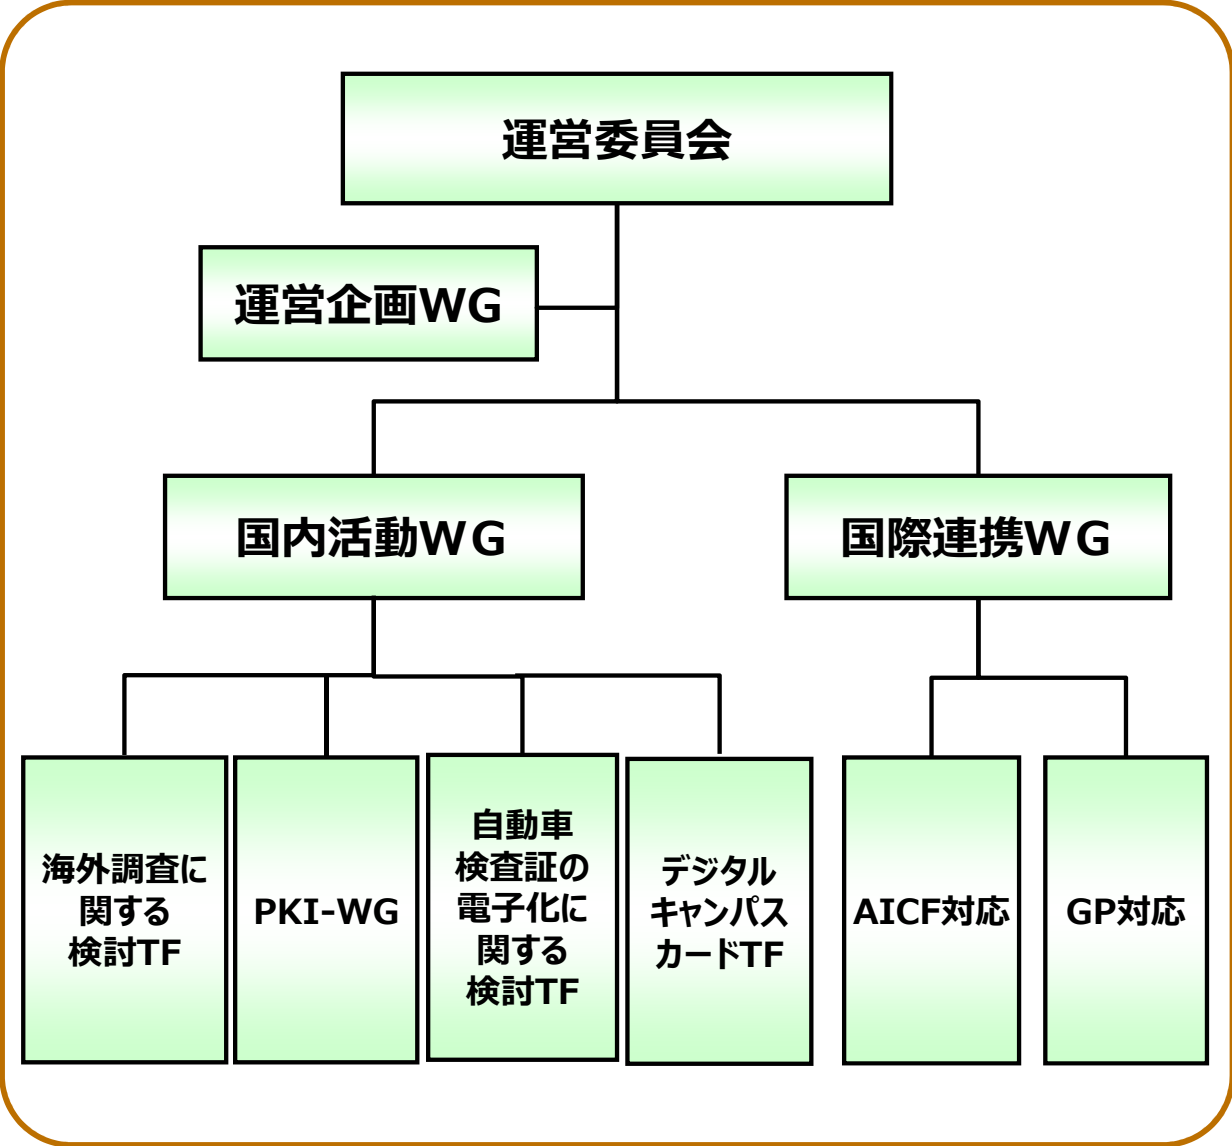 運営委員会
運営企画WG
国内活動WG
国際連携WG
海外調査に
関する
検討TF
PKI-WG
自動車
検査証の
電子化に
関する
検討TF
デジタル
キャンパス
カードTF
AICF対応
GP対応